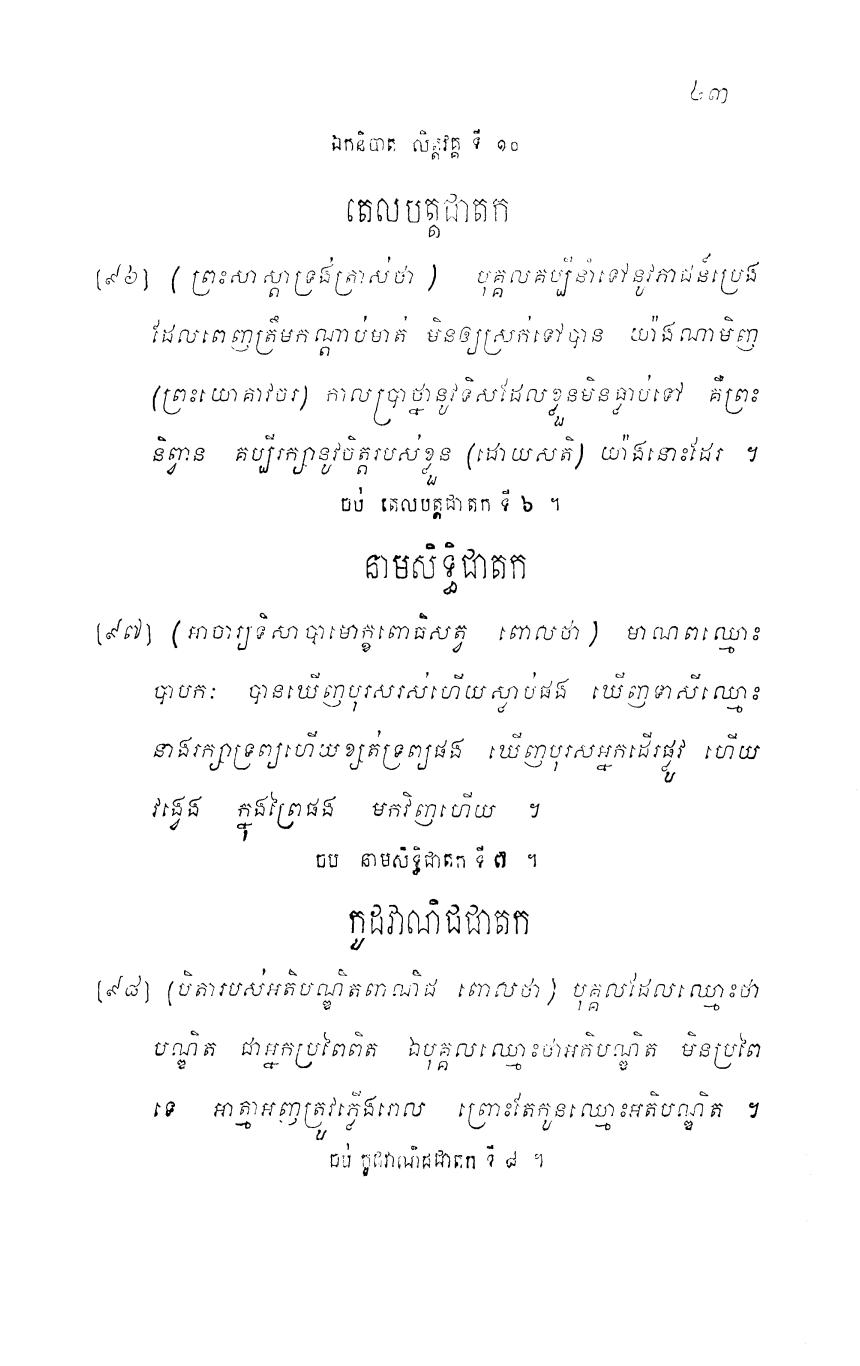 ៤៣
ឯកនិបាត លិត្តវគ្គ ទី ១០
តេលបត្តជាតក
[៩៦] (ព្រះសាស្តាទ្រង់ត្រាស់ថា) បុគ្គលគប្បីនាំទៅនូវភាជន៍ប្រេង
ដែលពេញត្រឹមកណ្តាប់មាត់ មិនឲ្យស្រក់ទៅបាន យ៉ាងណាមិញ
(ព្រះយោគាវចរ) កាលប្រាថ្នានូវទិសដែលខ្លួនមិនធ្លាប់ទៅ គឺព្រះ
និព្វាន គប្បីរក្សានូវចិត្តរបស់ខ្លួន (ដោយសតិ) យ៉ាងនោះដែរ ។
ចប់ តេលបត្តជាតក ទី ៦ ។
នាមសិទ្ធិជាតក
[៩៧] (អាចារ្យទិសាបាមោក្ខពោធិសត្វ ពោលថា) មាណពឈ្មោះ
បាបកៈ បានឃើញបុរសរស់ហើយស្លាប់ផង ឃើញទាសីឈ្មោះ
នាងរក្សាទ្រព្យហើយខ្សត់ទ្រព្យផង ឃើញបុរសអ្នកដើរផ្លូវ ហើយ
វង្វេង ក្នុងព្រៃផង មកវិញហើយ ។
ចប នាមសិទ្ធិជាតក ទី ៧ ។
កូដវាណិជជាតក
[៩៨] (បិតារបស់អតិបណ្ឌិតពាណិជ ពោលថា) បុគ្គលដែលឈ្មោះថា
បណ្ឌិត ជាអ្នកប្រពៃពិត ឯបុគ្គលឈ្មោះថាអតិបណ្ឌិត មិនប្រពៃ
ទេ អាត្មាអញត្រូវភ្លើងរោល ព្រោះតែកូនឈ្មោះអតិបណ្ឌិត ។
ចប់ កូដវាណិជជាតក ទី ៨ ។